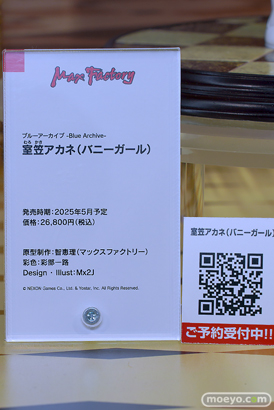 Max Factory
ブルーアーカイブ -Blue Archive-
むろ かさ
室笠アカネ（バニーガール）
発売時期：2025年5月予定
価格：26,800円（税込）
原型制作：智恵理（マックスファクトリー）
彩色：彩部一路
Design・Illust：Mx2J
© NEXON Games Co., Ltd. & Yostar, Inc. All Rights Reserved.
室笠アカネ（バニーガール）
ご予約受付中!!
moeyo.com